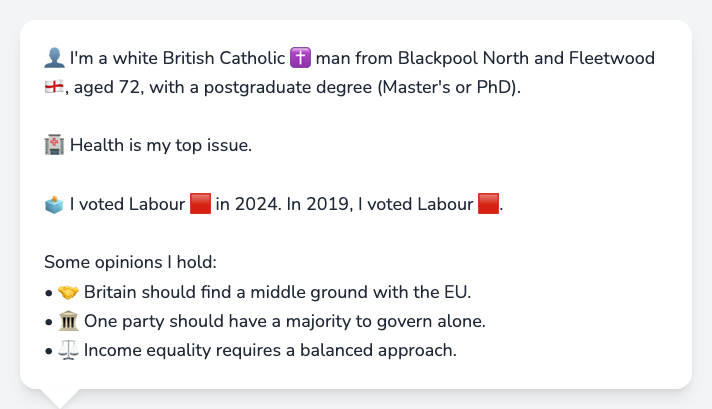 👤 I'm a white British Catholic ✝️ man from Blackpool North and Fleetwood
🏴󠁧󠁢󠁥󠁮󠁧󠁿, aged 72, with a postgraduate degree (Master's or PhD).
🏥 Health is my top issue.
🗳️ I voted Labour 🟥 in 2024. In 2019, I voted Labour 🟥.
Some opinions I hold:
• 🤝 Britain should find a middle ground with the EU.
• 🏛️ One party should have a majority to govern alone.
• ⚖️ Income equality requires a balanced approach.